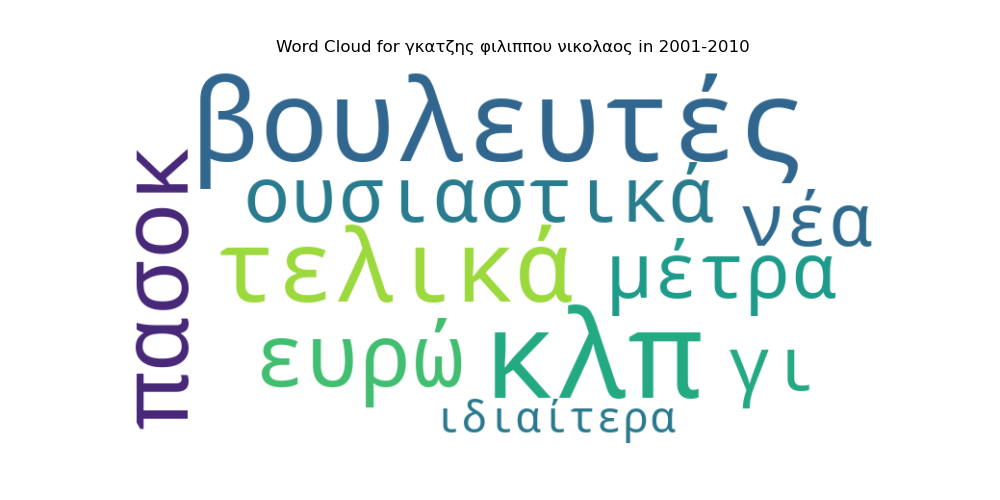 Word Cloud for γκατζης φιλιππου νικολαος in 2001-2010
βουλευτές
πασοκ
ουσιαστικά
νέα
τελικά
μέτρα
ευρώ
κλπ
γι
ιδιαίτερα